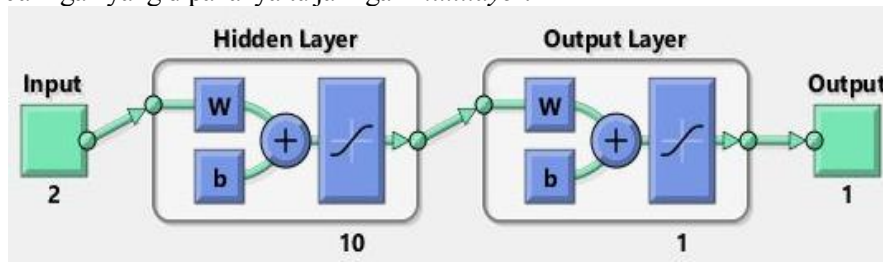 Hidden Layer Output Layer
Input Output
W W
b b
2 1
10 1